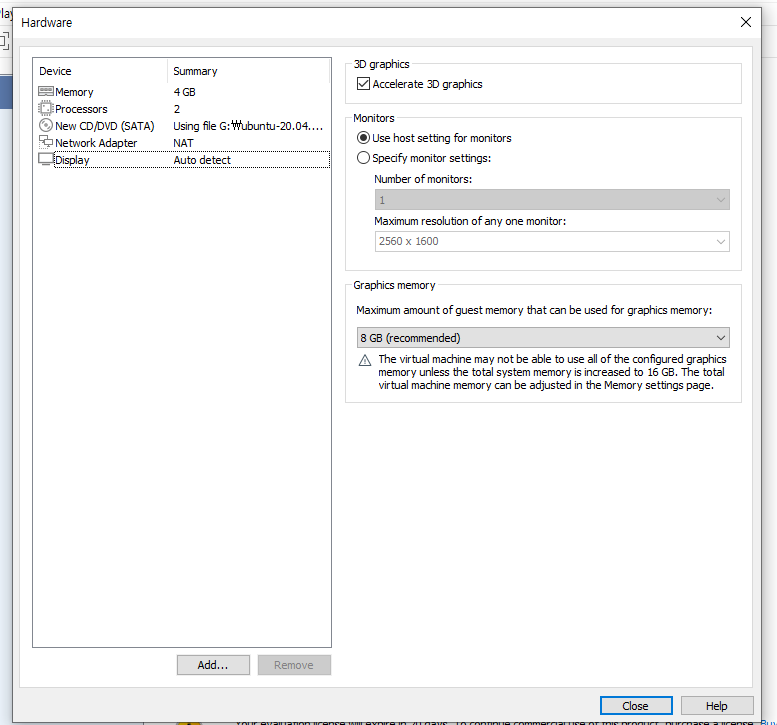 lay
Hardware
Device Summary
Memory 4 GB
Processors 2
New CD/DVD (SATA) Using file G:₩ubuntu-20.04....
Network Adapter NAT
Display Auto detect
Add...
Remove
3D graphics
Accelerate 3D graphics
Monitors
Use host setting for monitors
Specify monitor settings:
Number of monitors:
1
Maximum resolution of any one monitor:
2560 x 1600
Graphics memory
Maximum amount of guest memory that can be used for graphics memory:
8 GB (recommended)
The virtual machine may not be able to use all of the configured graphics
memory unless the total system memory is increased to 16 GB. The total
virtual machine memory can be adjusted in the Memory settings page.
Close
Help
Your evaluation license will expire in 20 days. To continue commercial use of this product, purchase a license. Buy